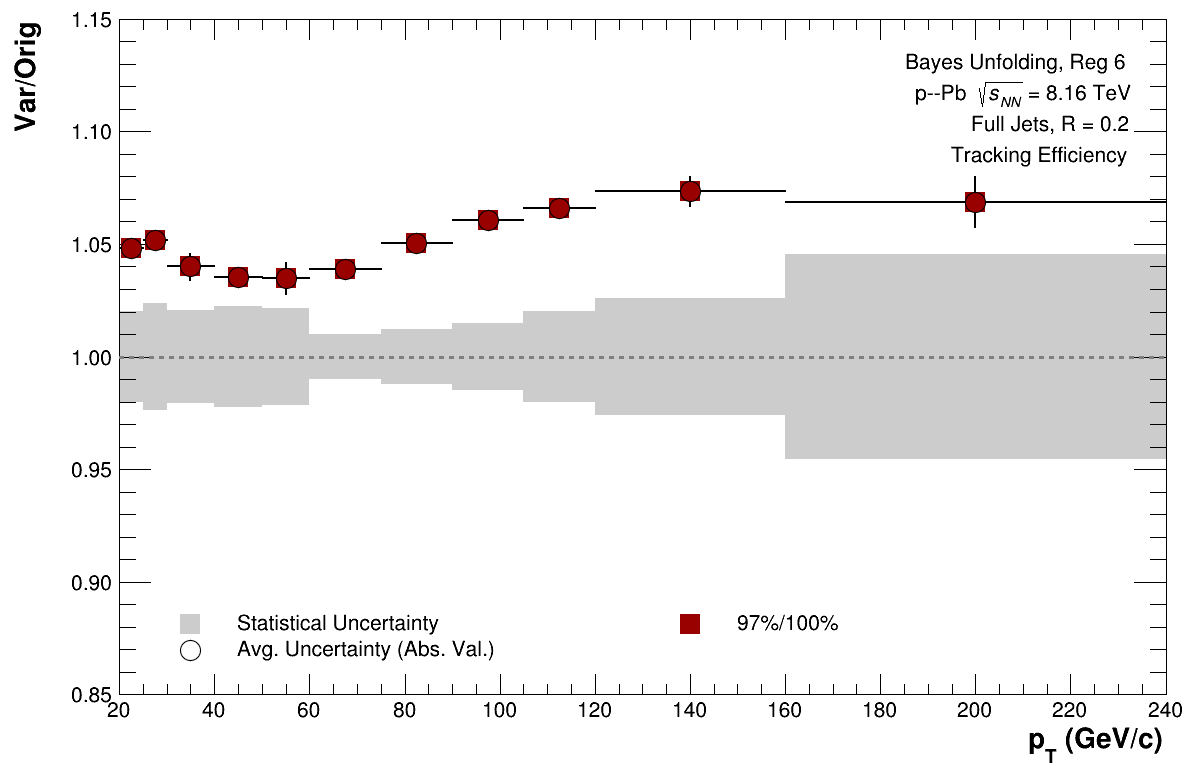 Var/Orig
1.15
1.10
1.05
1.00
0.95
0.90
0.85
Bayes Unfolding, Reg 6
p--Pb √s_NN = 8.16 TeV
Full Jets, R = 0.2
Tracking Efficiency
Statistical Uncertainty
97%/100%
Avg. Uncertainty (Abs. Val.)
20 40 60 80 100 120 140 160 180 200 220 240
p_T (GeV/c)